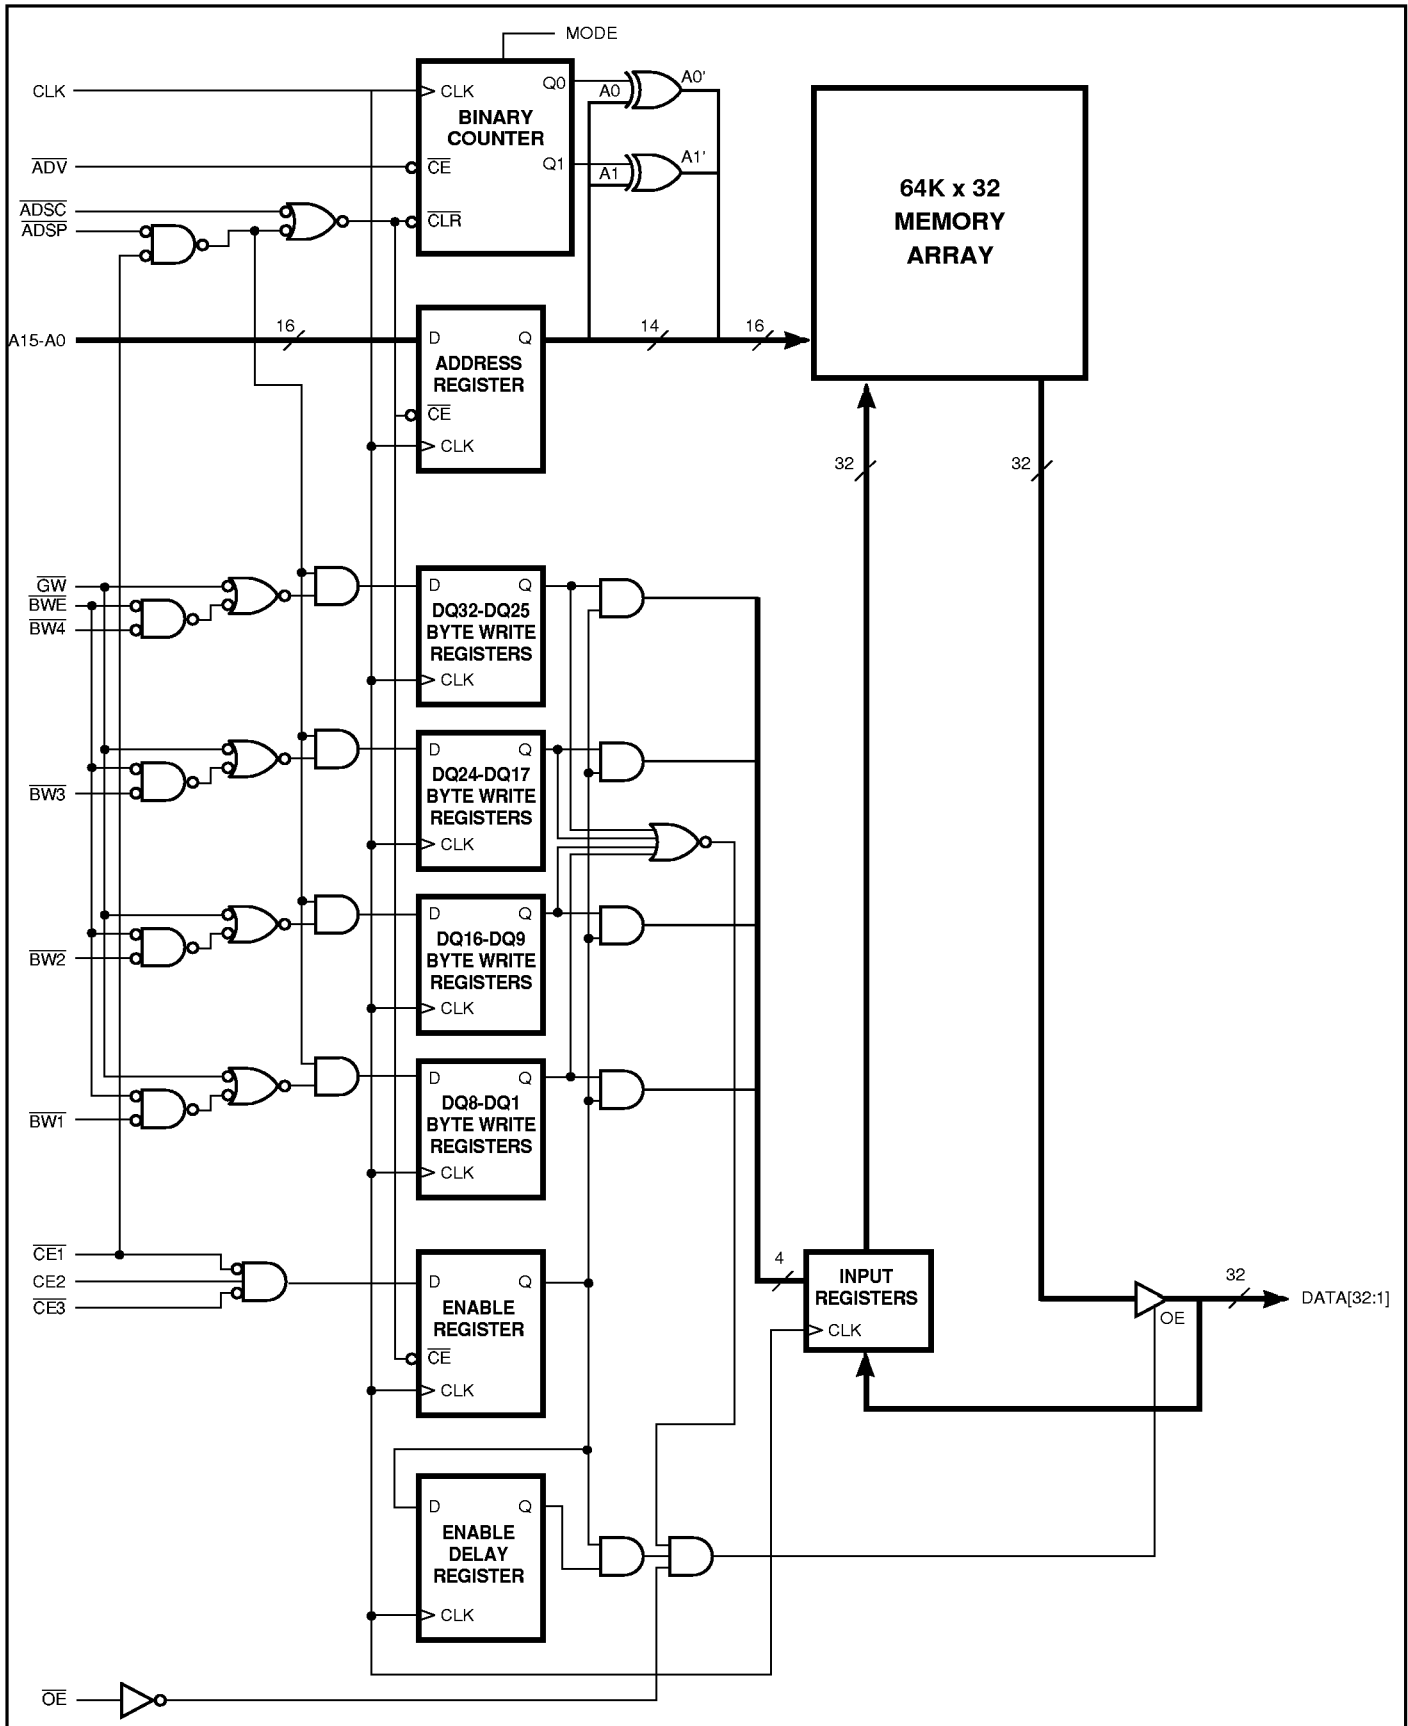 MODE
CLK
CLK
Q0
A0
A0'
BINARY
COUNTER
ADV
CE
Q1
A1
A1'
ADSC
ADSP
CLR
64K x 32
MEMORY
ARRAY
A15-A0
16
D
Q
14
16
ADDRESS
REGISTER
CE
CLK
32
32
GW
BWE
BW4
D
Q
DQ32-DQ25
BYTE WRITE
REGISTERS
CLK
BW3
D
Q
DQ24-DQ17
BYTE WRITE
REGISTERS
CLK
BW2
D
Q
DQ16-DQ9
BYTE WRITE
REGISTERS
CLK
BW1
D
Q
DQ8-DQ1
BYTE WRITE
REGISTERS
CLK
CE1
CE2
CE3
D
Q
ENABLE
REGISTER
CE
CLK
4
INPUT
REGISTERS
CLK
32
OE
DATA[32:1]
D
Q
ENABLE
DELAY
REGISTER
CLK
OE